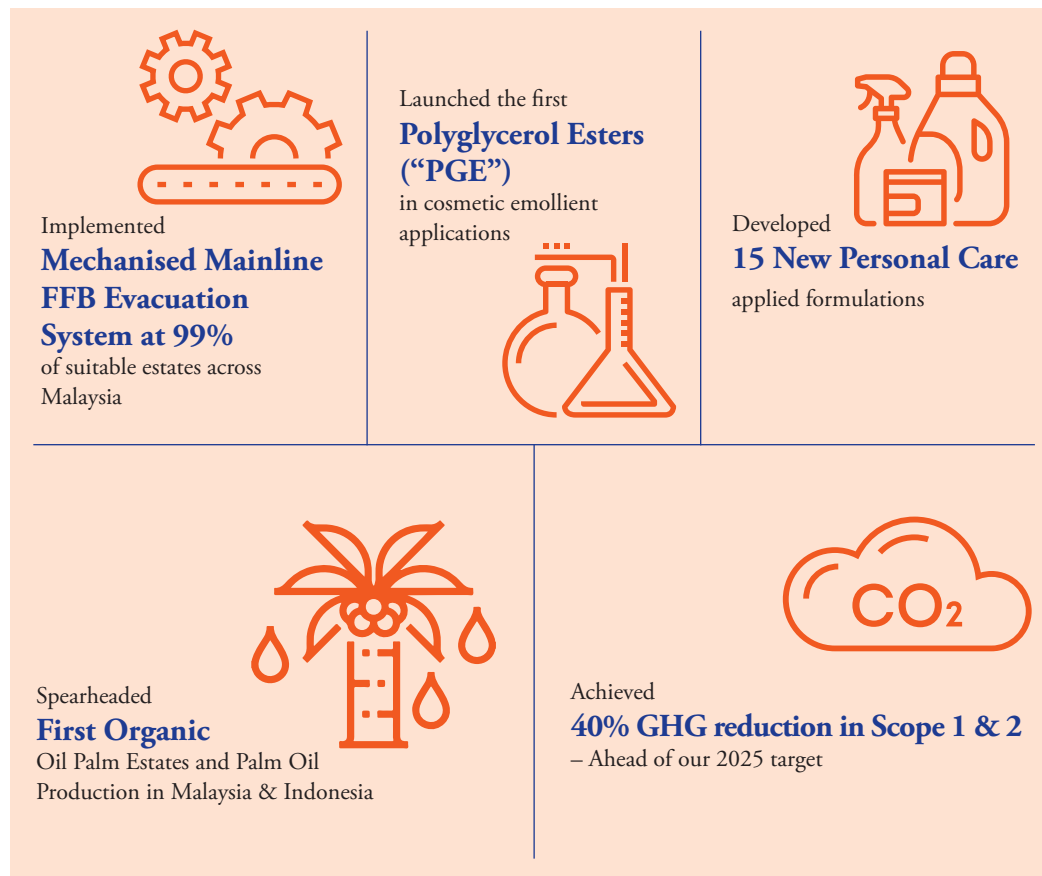 Implemented
Mechanised Mainline
FFB Evacuation
System at 99%
of suitable estates across
Malaysia
Launched the first
Polyglycerol Esters
(“PGE”)
in cosmetic emollient
applications
Developed
15 New Personal Care
applied formulations
Spearheaded
First Organic
Oil Palm Estates and Palm Oil
Production in Malaysia & Indonesia
CO2
Achieved
40% GHG reduction in Scope 1 & 2
– Ahead of our 2025 target